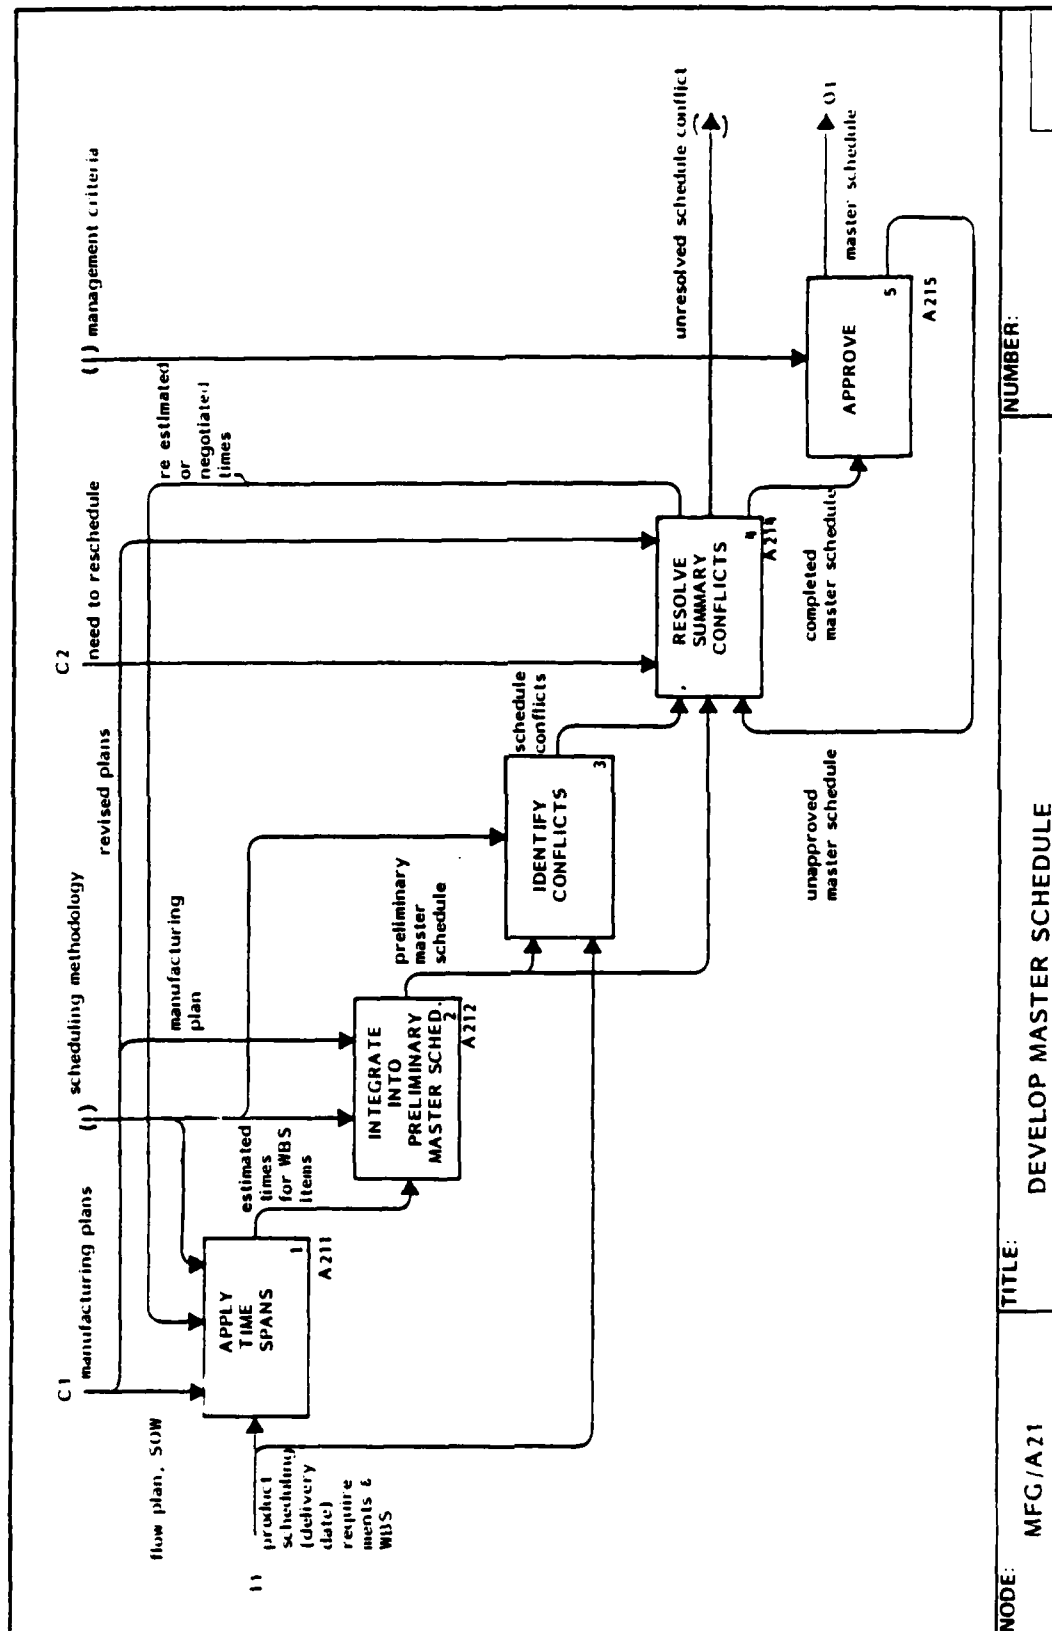 C1
manufacturing plans
flow plan, SOW
I1
product
scheduling
(delivery
date)
require
ments &
WBS
( ) scheduling methodology
manufacturing
plan
revised plans
C2
need to reschedule
re estimated
or
negotiated
times
( ) management criteria
APPLY
TIME
SPANS
1
A211
estimated
times
for WBS
items
INTEGRATE
INTO
PRELIMINARY
MASTER SCHED.
2
A212
preliminary
master
schedule
IDENTIFY
CONFLICTS
3
schedule
conflicts
RESOLVE
SUMMARY
CONFLICTS
4
A214
unresolved schedule conflict
( )
completed
master schedule
unapproved
master schedule
APPROVE
5
A215
O1
master schedule
NODE:
MFG/A21
TITLE:
DEVELOP MASTER SCHEDULE
NUMBER: